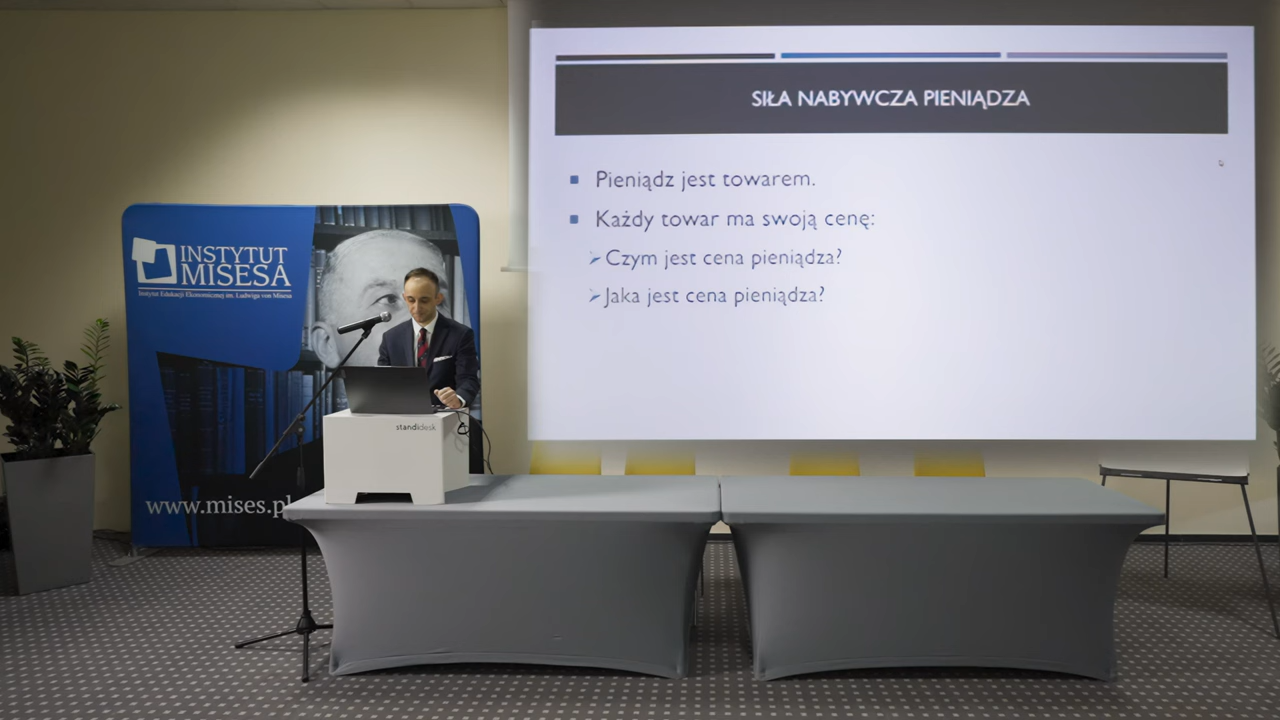 SIŁA NABYWCZA PIENIĄDZA
Pieniądz jest towarem.
Każdy towar ma swoją cenę:
Czym jest cena pieniądza?
Jaka jest cena pieniądza?
INSTYTUT
MISESA
Instytut Edukacji Ekonomicznej im. Ludwiga von Misesa
standidesk
www.mises.pl